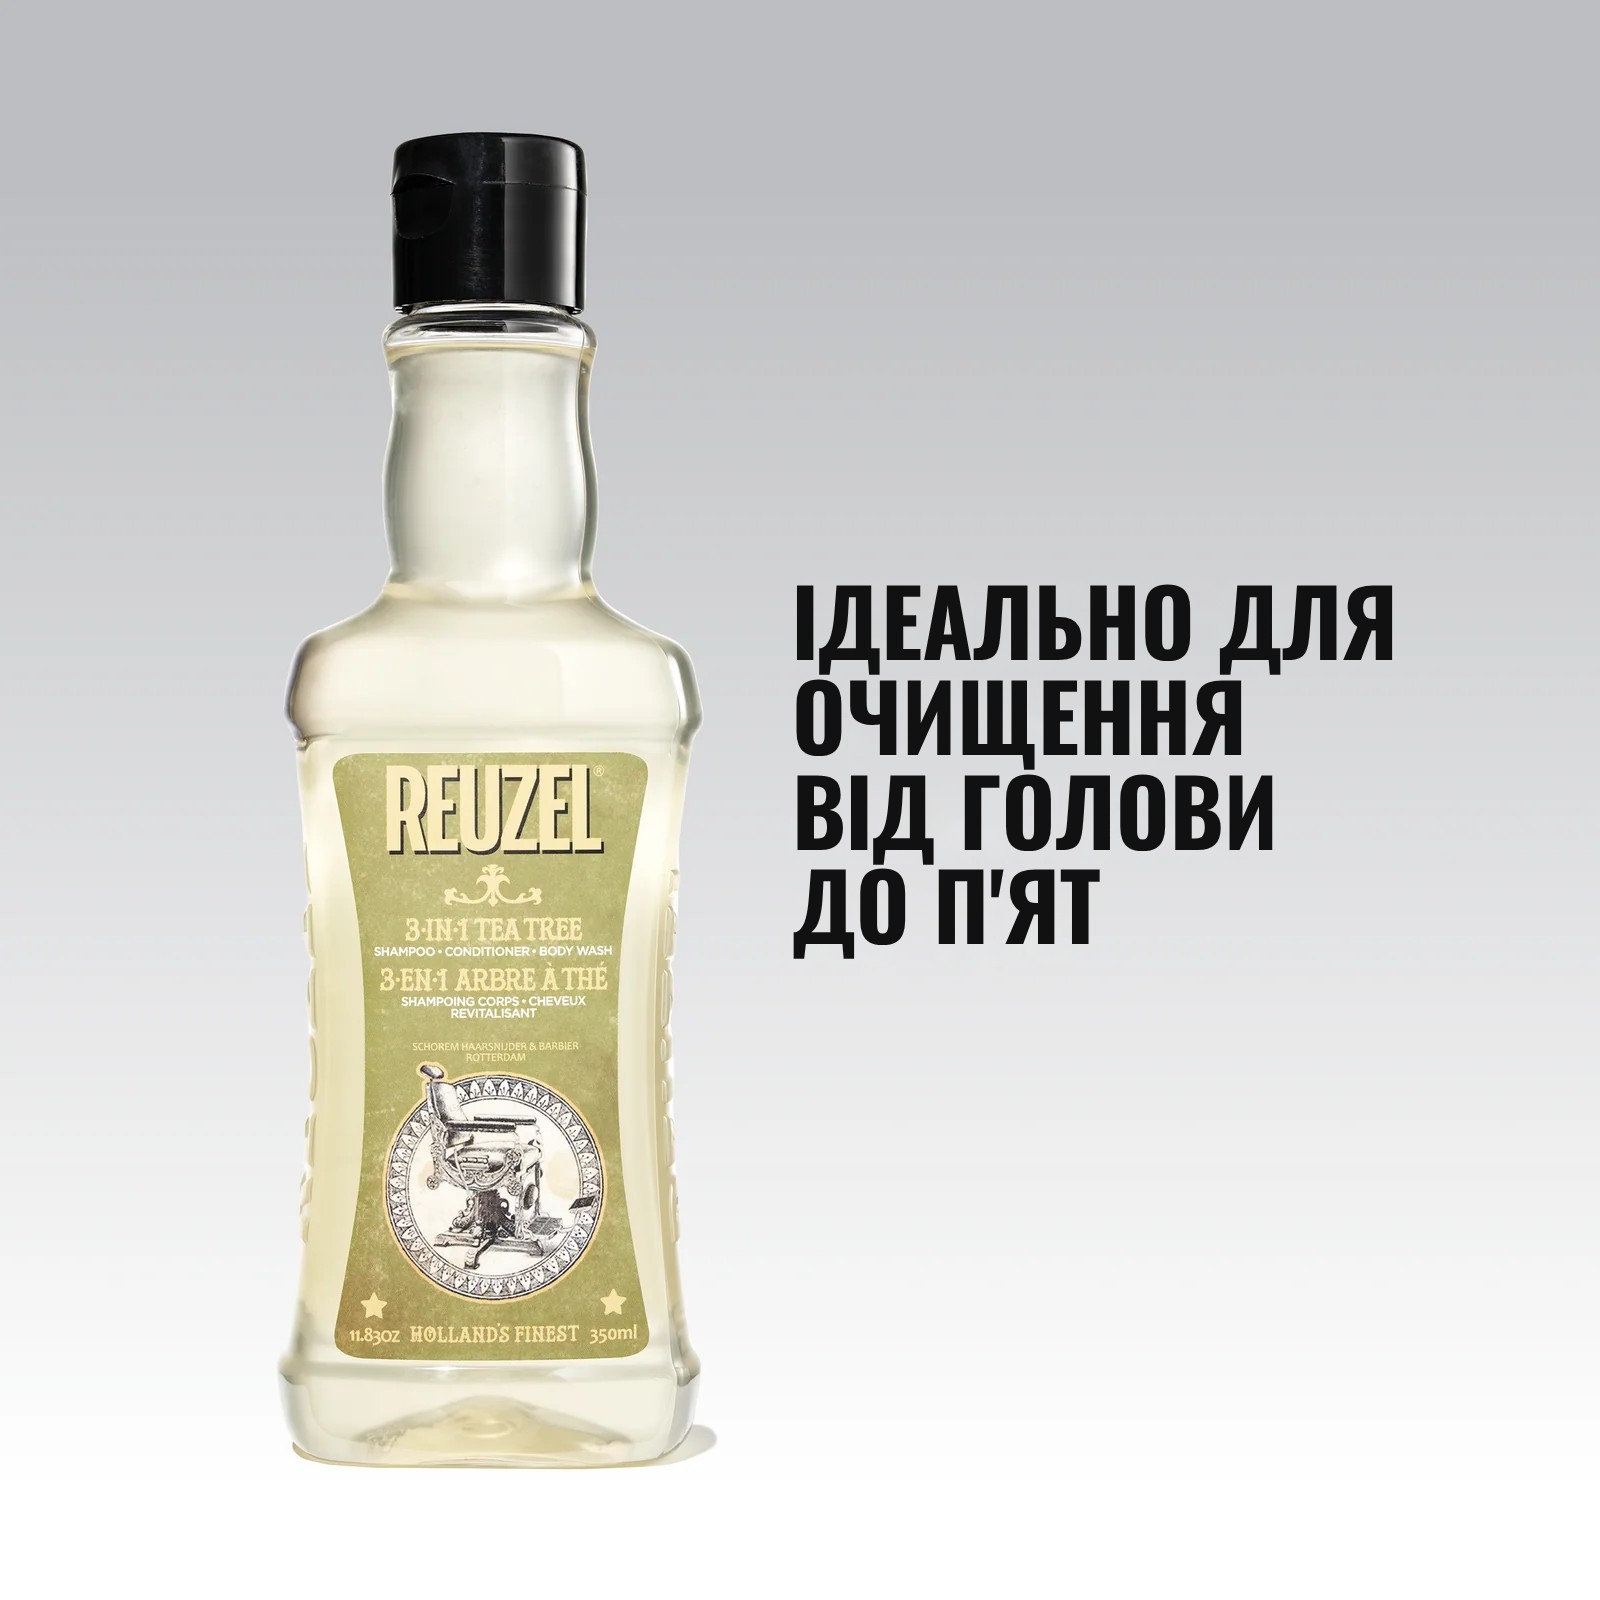 REUZEL®
3·IN·1 TEA TREE
SHAMPOO • CONDITIONER • BODY WASH
3·EN·1 ARBRE À THÉ
SHAMPOING CORPS • CHEVEUX
REVITALISANT
SCHOREM HAARSNIJDER & BARBIER
ROTTERDAM
11.83OZ HOLLAND'S FINEST 350ml
ІДЕАЛЬНО ДЛЯ
ОЧИЩЕННЯ
ВІД ГОЛОВИ
ДО П'ЯТ